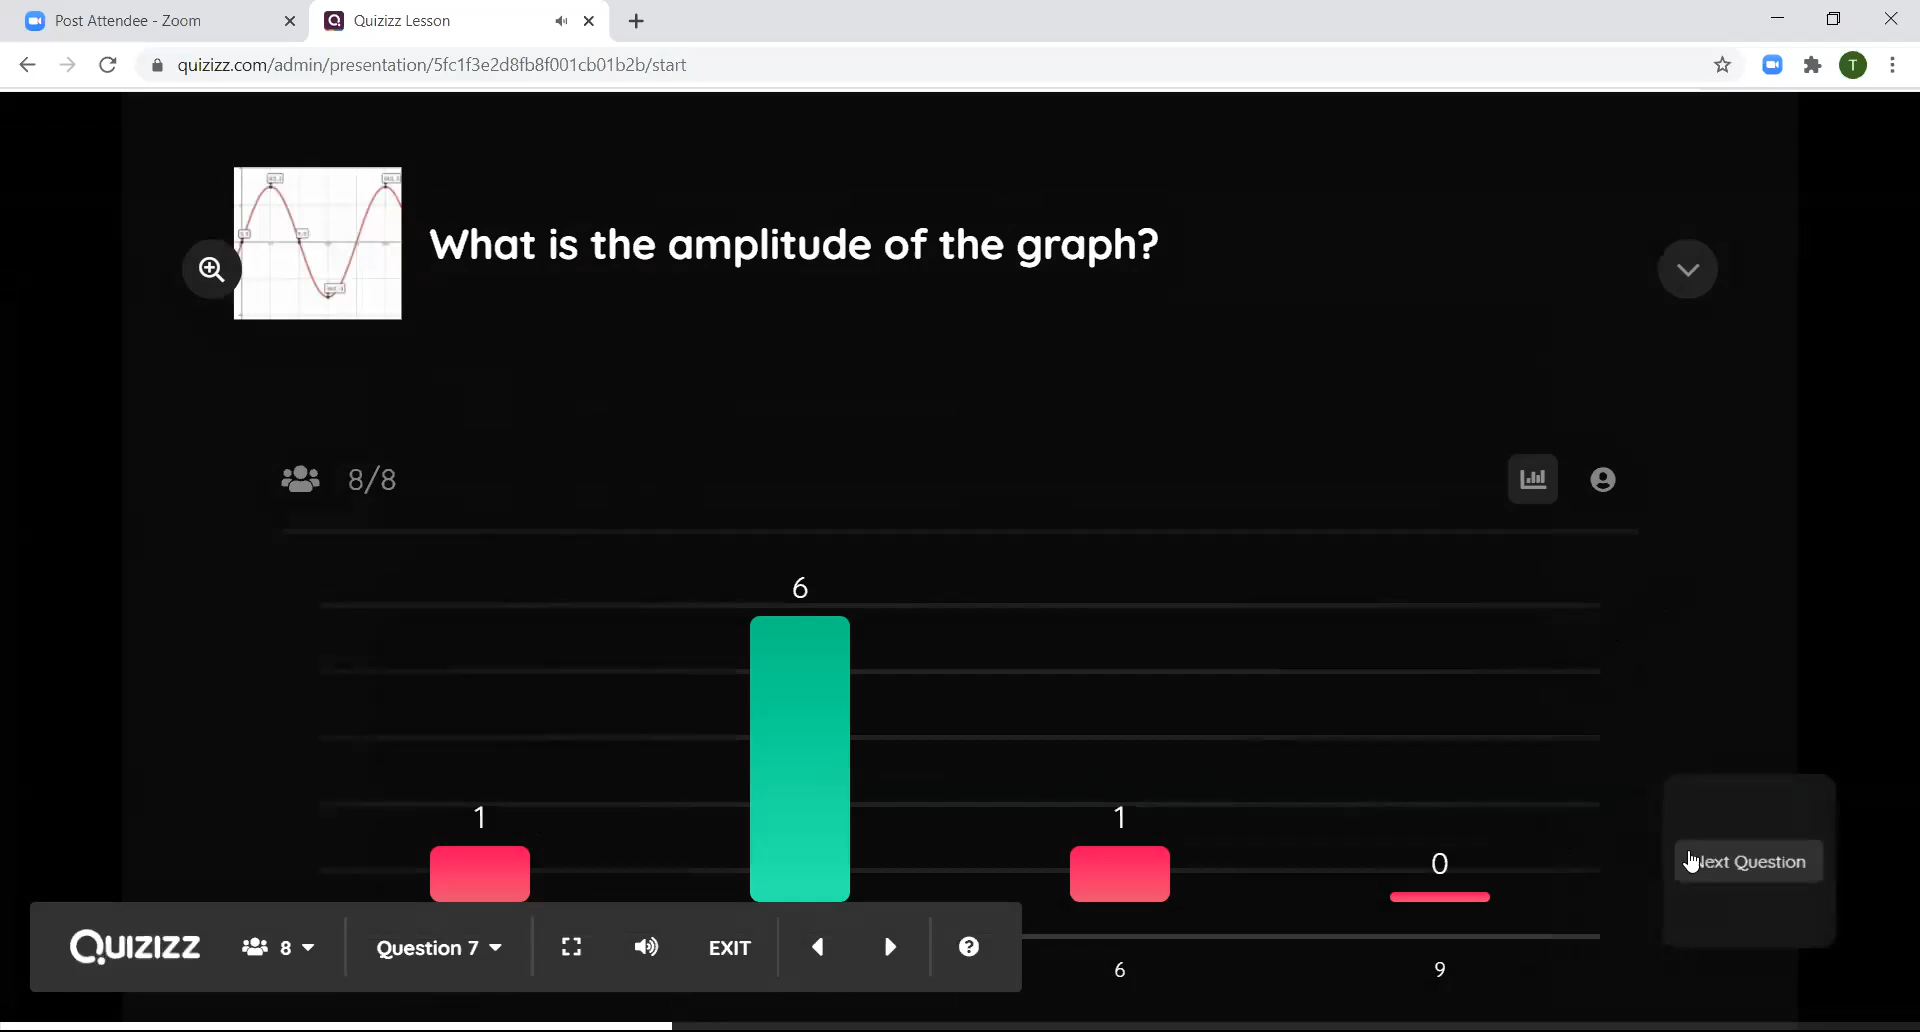 Post Attendee - Zoom
Quizizz Lesson
quizizz.com/admin/presentation/5fc1f3e2d8fb8f001cb01b2b/start
T
What is the amplitude of the graph?
8/8
6
1
1
0
Next Question
QUIZIZZ
8
Question 7
EXIT
6
9